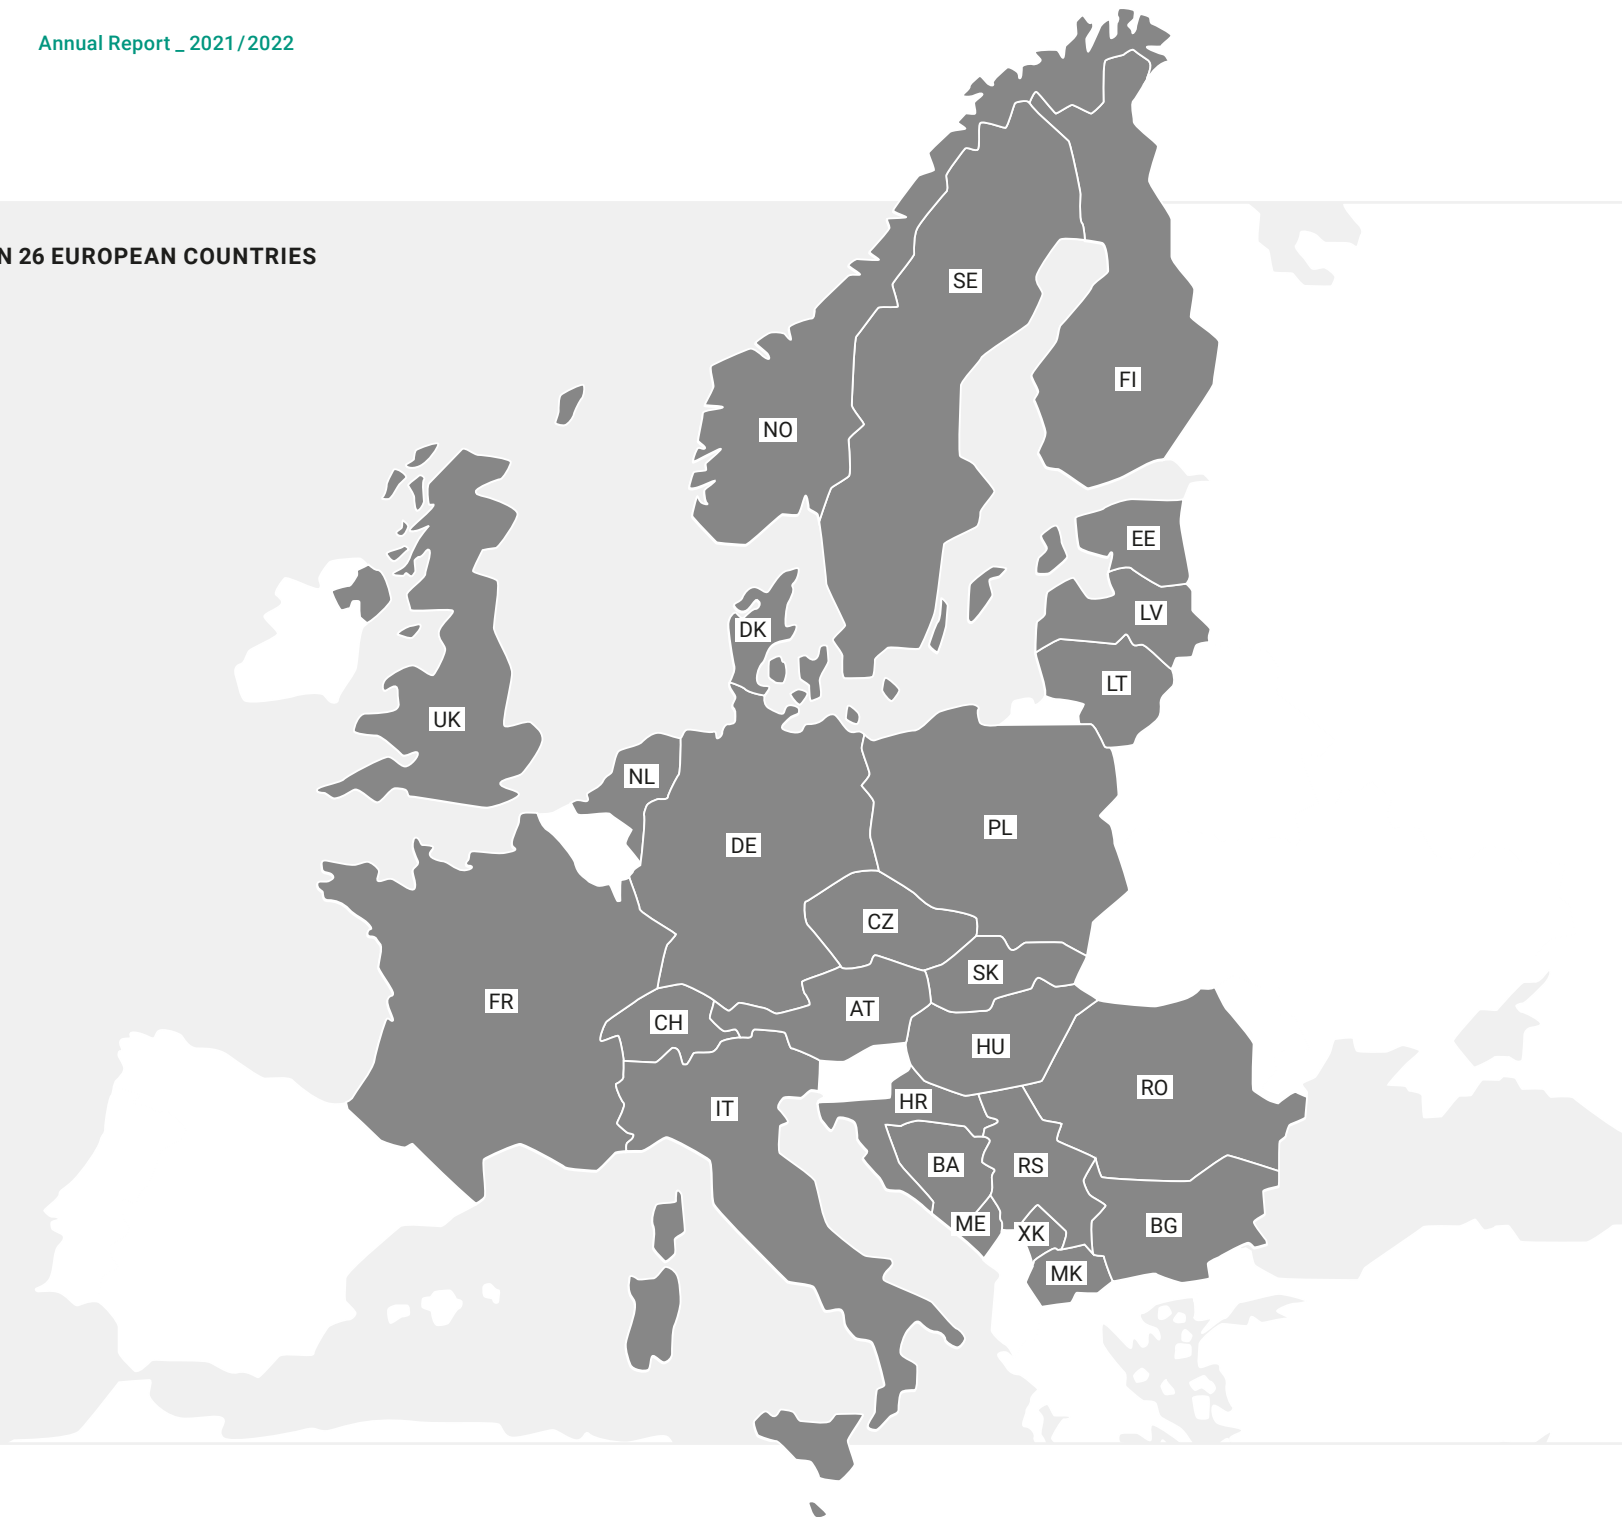 Annual Report _ 2021/2022
N 26 EUROPEAN COUNTRIES
SE
FI
NO
EE
LV
DK
LT
UK
NL
PL
DE
CZ
SK
FR
AT
CH
HU
RO
HR
IT
BA
RS
ME
BG
XK
MK